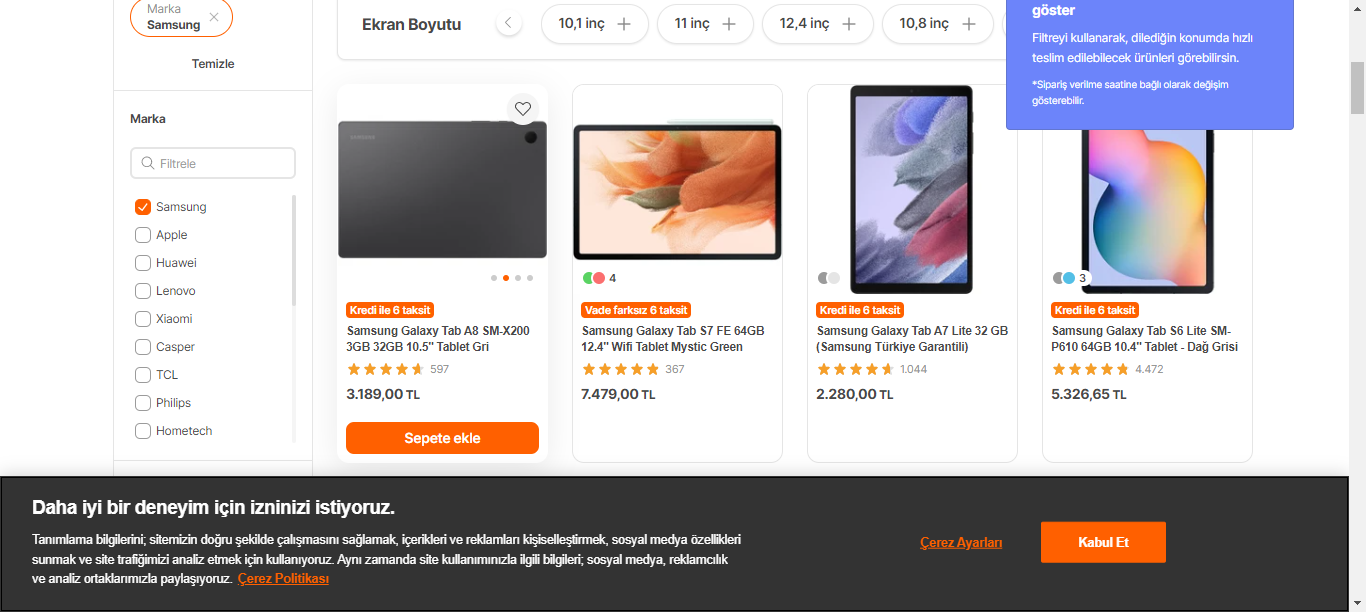 Marka
Samsung
Temizle
Marka
Filtrele
Samsung
Apple
Huawei
Lenovo
Xiaomi
Casper
TCL
Philips
Hometech
Ekran Boyutu
10,1 inç
11 inç
12,4 inç
10,8 inç
göster
Filtreyi kullanarak, dilediğin konumda hızlı
teslim edilebilecek ürünleri görebilirsin.
*Sipariş verilme saatine bağlı olarak değişim
gösterebilir.
Kredi ile 6 taksit
Samsung Galaxy Tab A8 SM-X200
3GB 32GB 10.5" Tablet Gri
597
3.189,00 TL
Sepete ekle
4
Vade farksız 6 taksit
Samsung Galaxy Tab S7 FE 64GB
12.4" Wifi Tablet Mystic Green
367
7.479,00 TL
Kredi ile 6 taksit
Samsung Galaxy Tab A7 Lite 32 GB
(Samsung Türkiye Garantili)
1.044
2.280,00 TL
3
Kredi ile 6 taksit
Samsung Galaxy Tab S6 Lite SM-
P610 64GB 10.4" Tablet - Dağ Grisi
4.472
5.326,65 TL
Daha iyi bir deneyim için izninizi istiyoruz.
Tanımlama bilgilerini; sitemizin doğru şekilde çalışmasını sağlamak, içerikleri ve reklamları kişiselleştirmek, sosyal medya özellikleri
sunmak ve site trafiğimizi analiz etmek için kullanıyoruz. Aynı zamanda site kullanımınızla ilgili bilgileri; sosyal medya, reklamcılık
ve analiz ortaklarımızla paylaşıyoruz. Çerez Politikası
Çerez Ayarları
Kabul Et